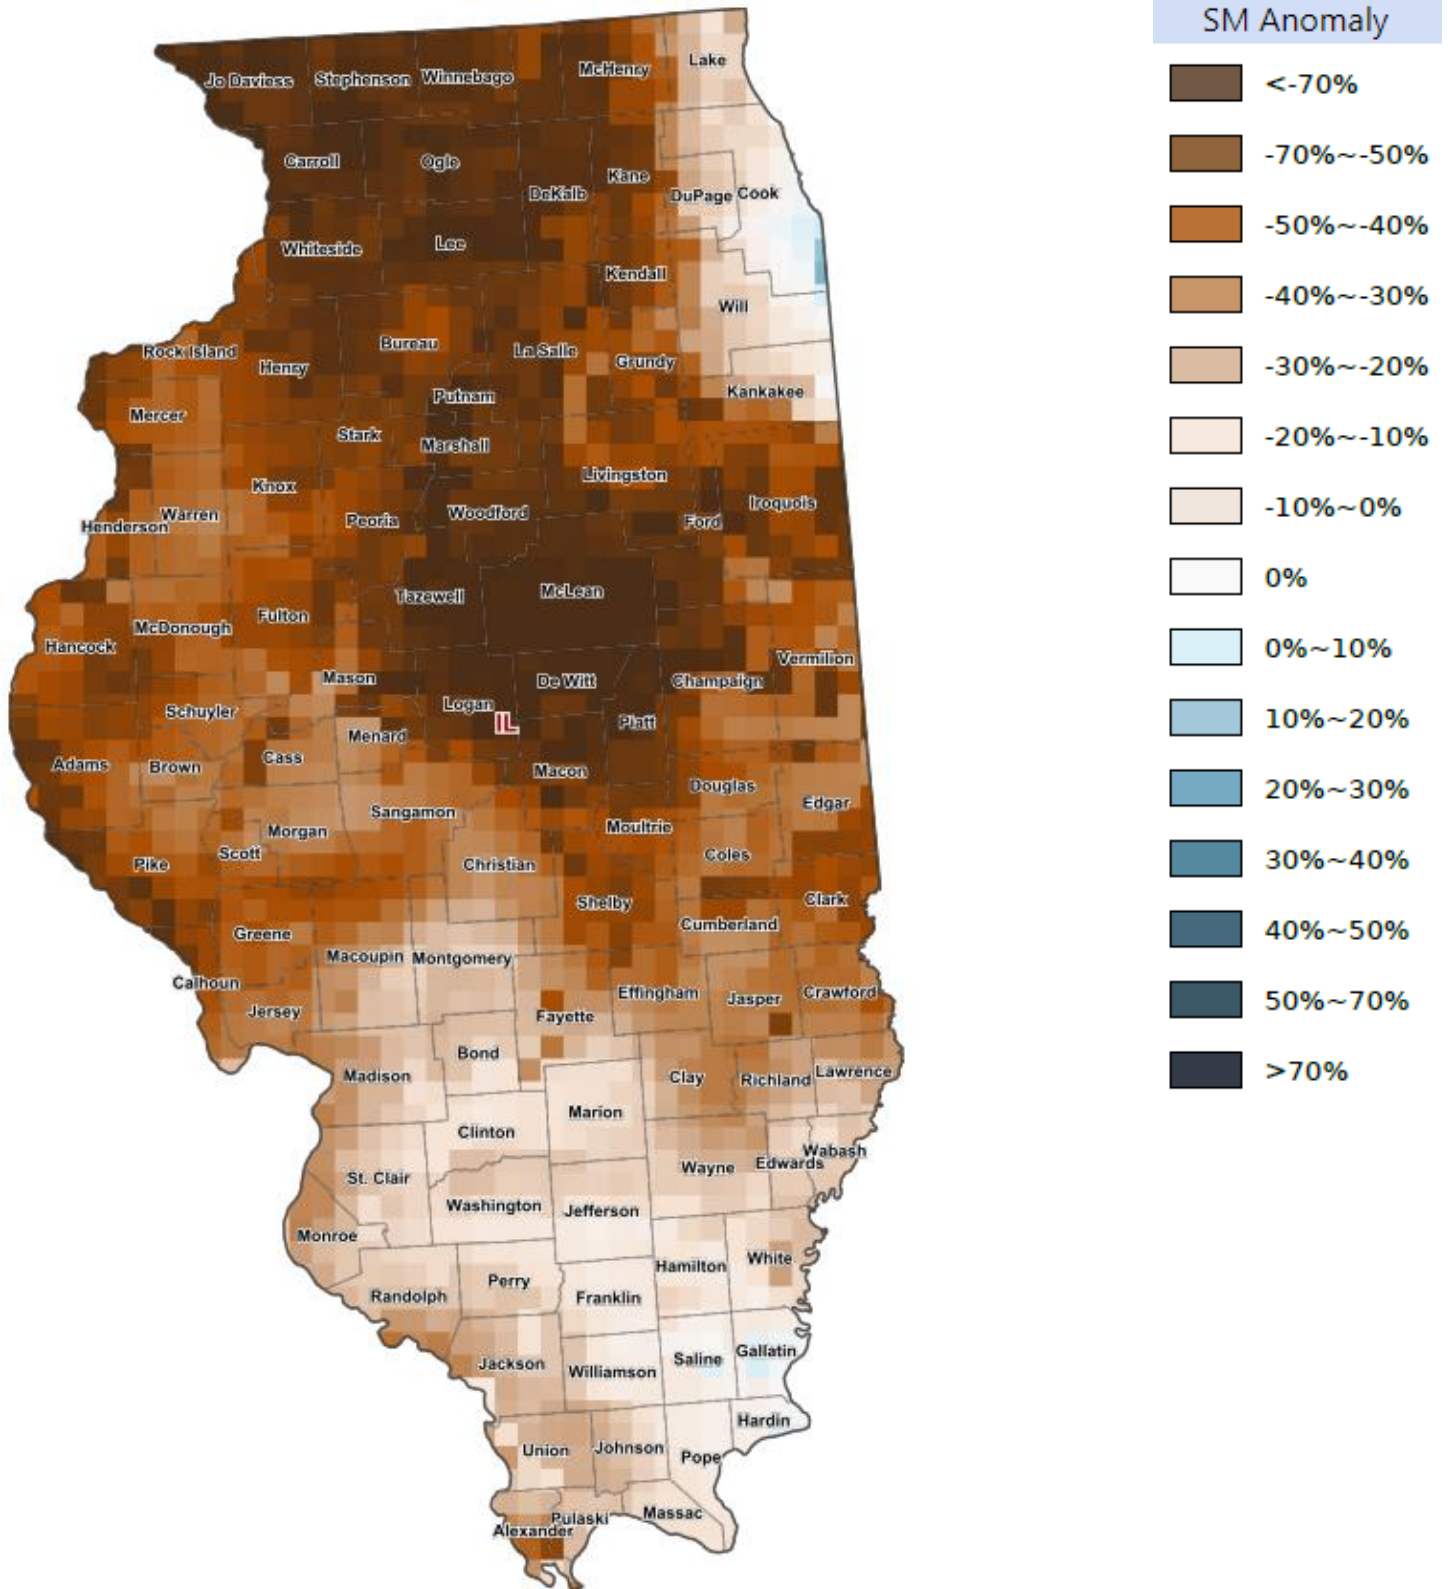 SM Anomaly
<-70%
-70%~-50%
-50%~-40%
-40%~-30%
-30%~-20%
-20%~-10%
-10%~0%
0%
0%~10%
10%~20%
20%~30%
30%~40%
40%~50%
50%~70%
>70%
Jo Daviess
Stephenson
Winnebago
McHenry
Lake
Carroll
Ogle
DeKalb
Kane
DuPage
Cook
Whiteside
Lee
Kendall
Will
Rock Island
Henry
Bureau
La Salle
Grundy
Kankakee
Mercer
Putnam
Stark
Marshall
Knox
Livingston
Henderson
Warren
Peoria
Woodford
Ford
Iroquois
Tazewell
McLean
Hancock
McDonough
Fulton
Mason
Logan
De Witt
Champaign
Vermilion
Schuyler
IL
Piatt
Menard
Adams
Brown
Cass
Macon
Douglas
Edgar
Sangamon
Morgan
Moultrie
Pike
Scott
Christian
Coles
Shelby
Clark
Greene
Cumberland
Macoupin
Montgomery
Calhoun
Jersey
Fayette
Effingham
Jasper
Crawford
Bond
Madison
Clay
Richland
Lawrence
Marion
Clinton
St. Clair
Wayne
Edwards
Wabash
Washington
Jefferson
Monroe
Hamilton
White
Randolph
Perry
Franklin
Jackson
Williamson
Saline
Gallatin
Hardin
Union
Johnson
Pope
Alexander
Pulaski
Massac